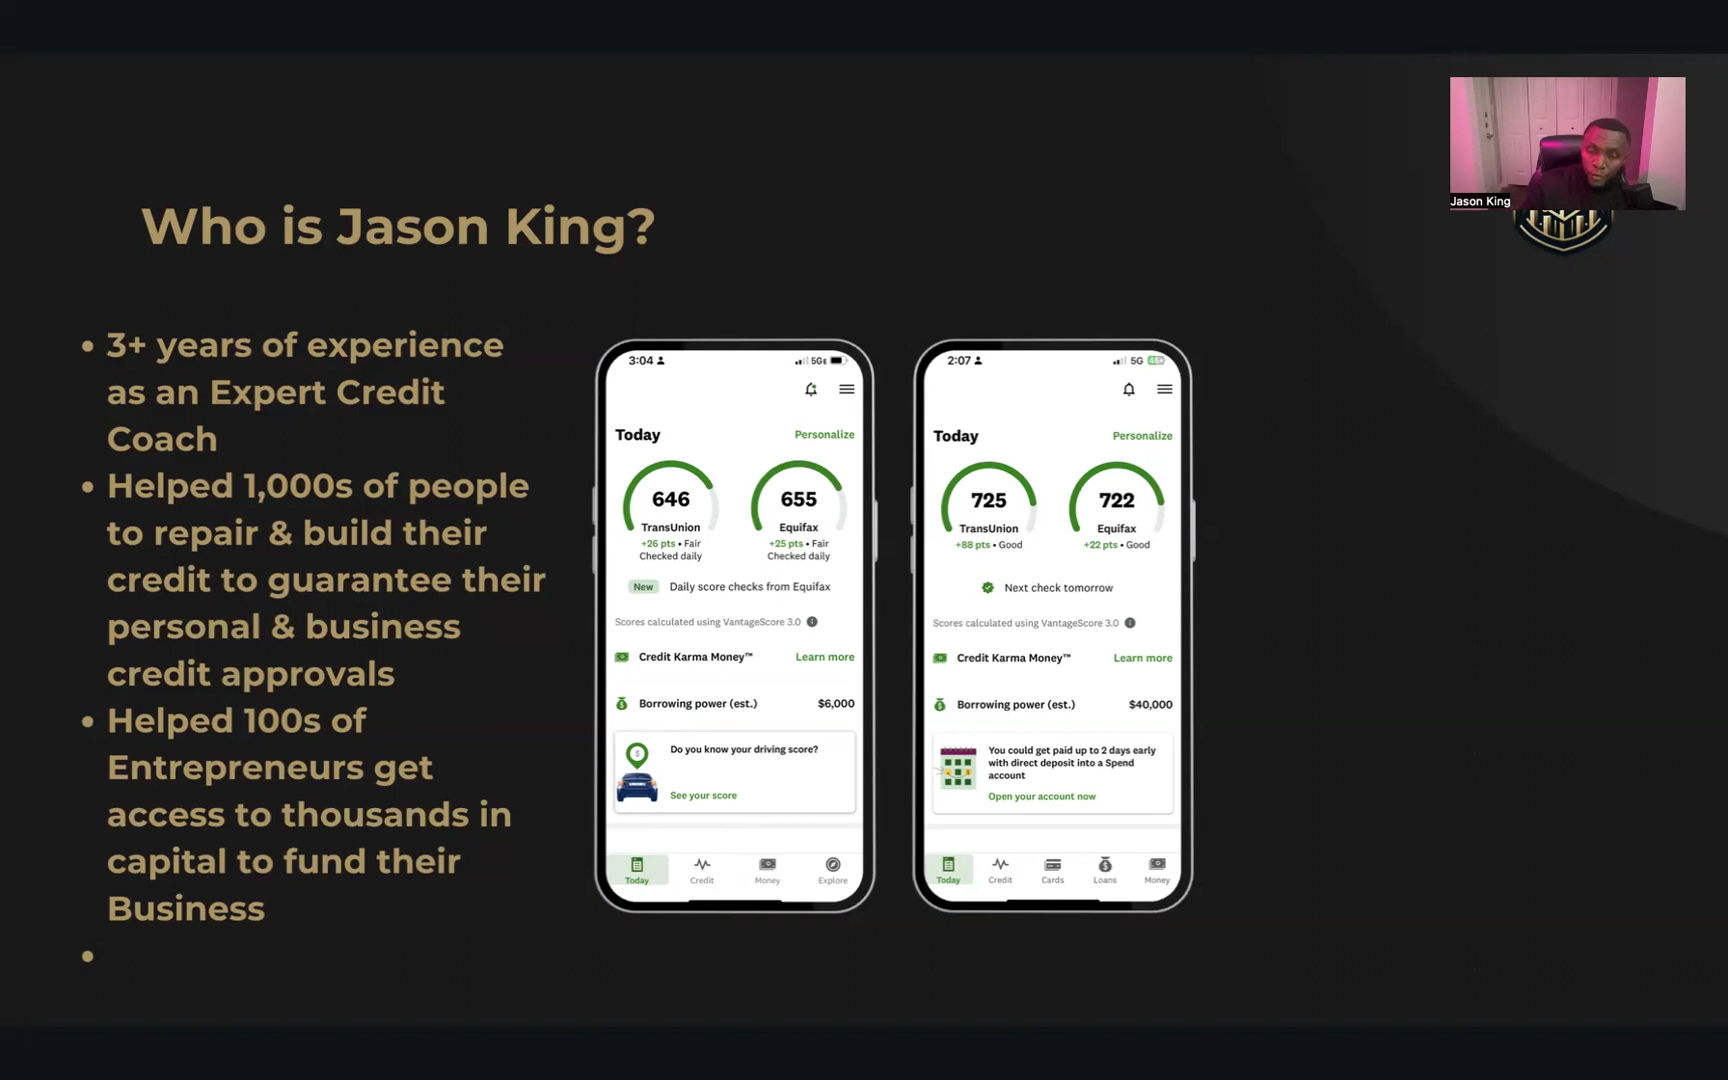 Jason King
Who is Jason King?
• 3+ years of experience
as an Expert Credit
Coach
• Helped 1,000s of people
to repair & build their
credit to guarantee their
personal & business
credit approvals
• Helped 100s of
Entrepreneurs get
access to thousands in
capital to fund their
Business
•
3:04 5GE
Today Personalize
646 655
TransUnion Equifax
+26 pts • Fair +25 pts • Fair
Checked daily Checked daily
New Daily score checks from Equifax
Scores calculated using VantageScore 3.0
Credit Karma Money™ Learn more
Borrowing power (est.) $6,000
Do you know your driving score?
See your score
Today Credit Money Explore
2:07 5G
Today Personalize
725 722
TransUnion Equifax
+88 pts • Good +22 pts • Good
Next check tomorrow
Scores calculated using VantageScore 3.0
Credit Karma Money™ Learn more
Borrowing power (est.) $40,000
You could get paid up to 2 days early
with direct deposit into a Spend
account
Open your account now
Today Credit Cards Loans Money